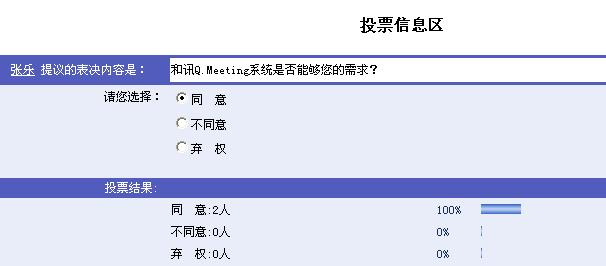 投票信息区
张乐 提议的表决内容是： 和讯Q.Meeting系统是否能够您的需求？
请您选择： 同 意
不同意
弃 权
投票结果:
同 意:2人 100%
不同意:0人 0%
弃 权:0人 0%